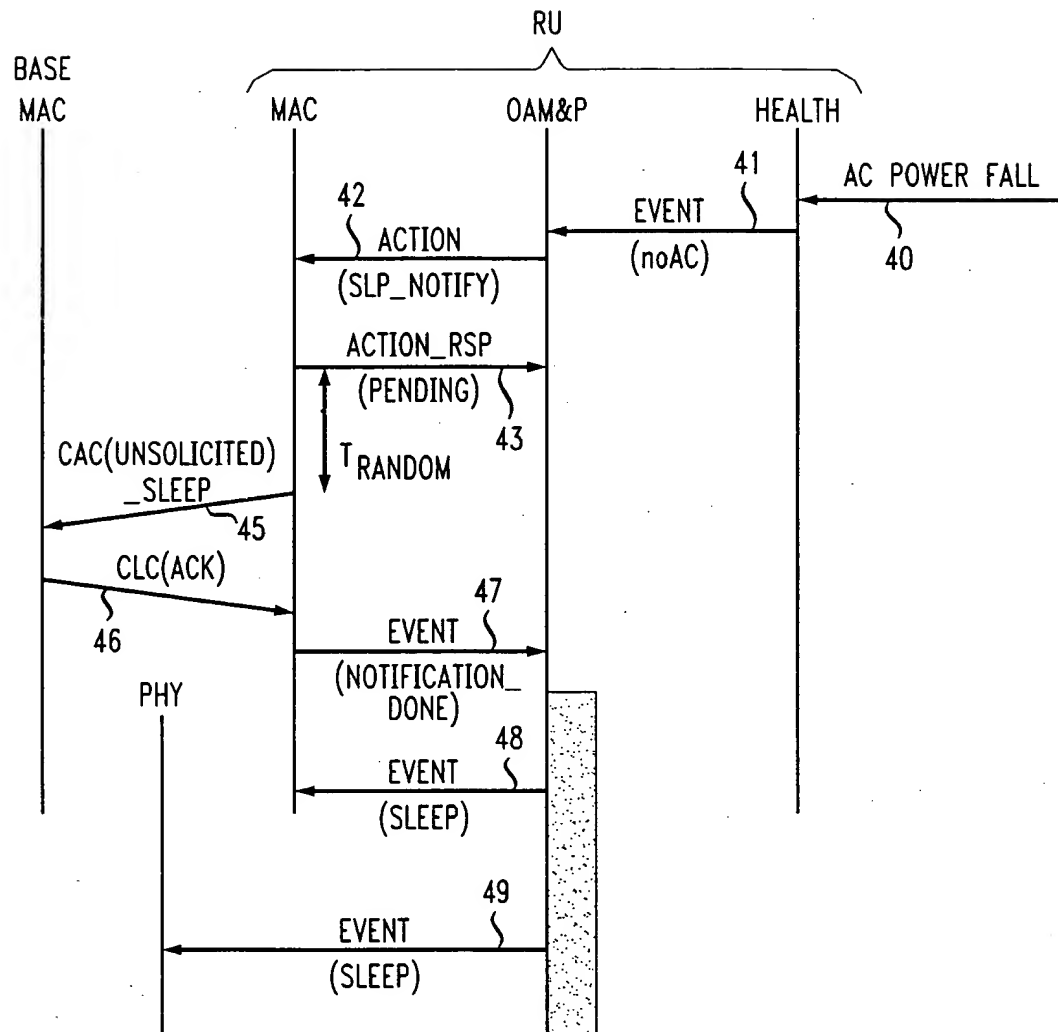 RU
BASE
MAC
MAC
OAM&P
HEALTH
41
AC POWER FALL
42
EVENT
ACTION
(noAC)
40
(SLP_NOTIFY)
ACTION_RSP
(PENDING)
43
CAC(UNSOLICITED)
_SLEEP
TRANDOM
45
CLC(ACK)
47
46
EVENT
(NOTIFICATION_
DONE)
PHY
48
EVENT
(SLEEP)
49
EVENT
(SLEEP)